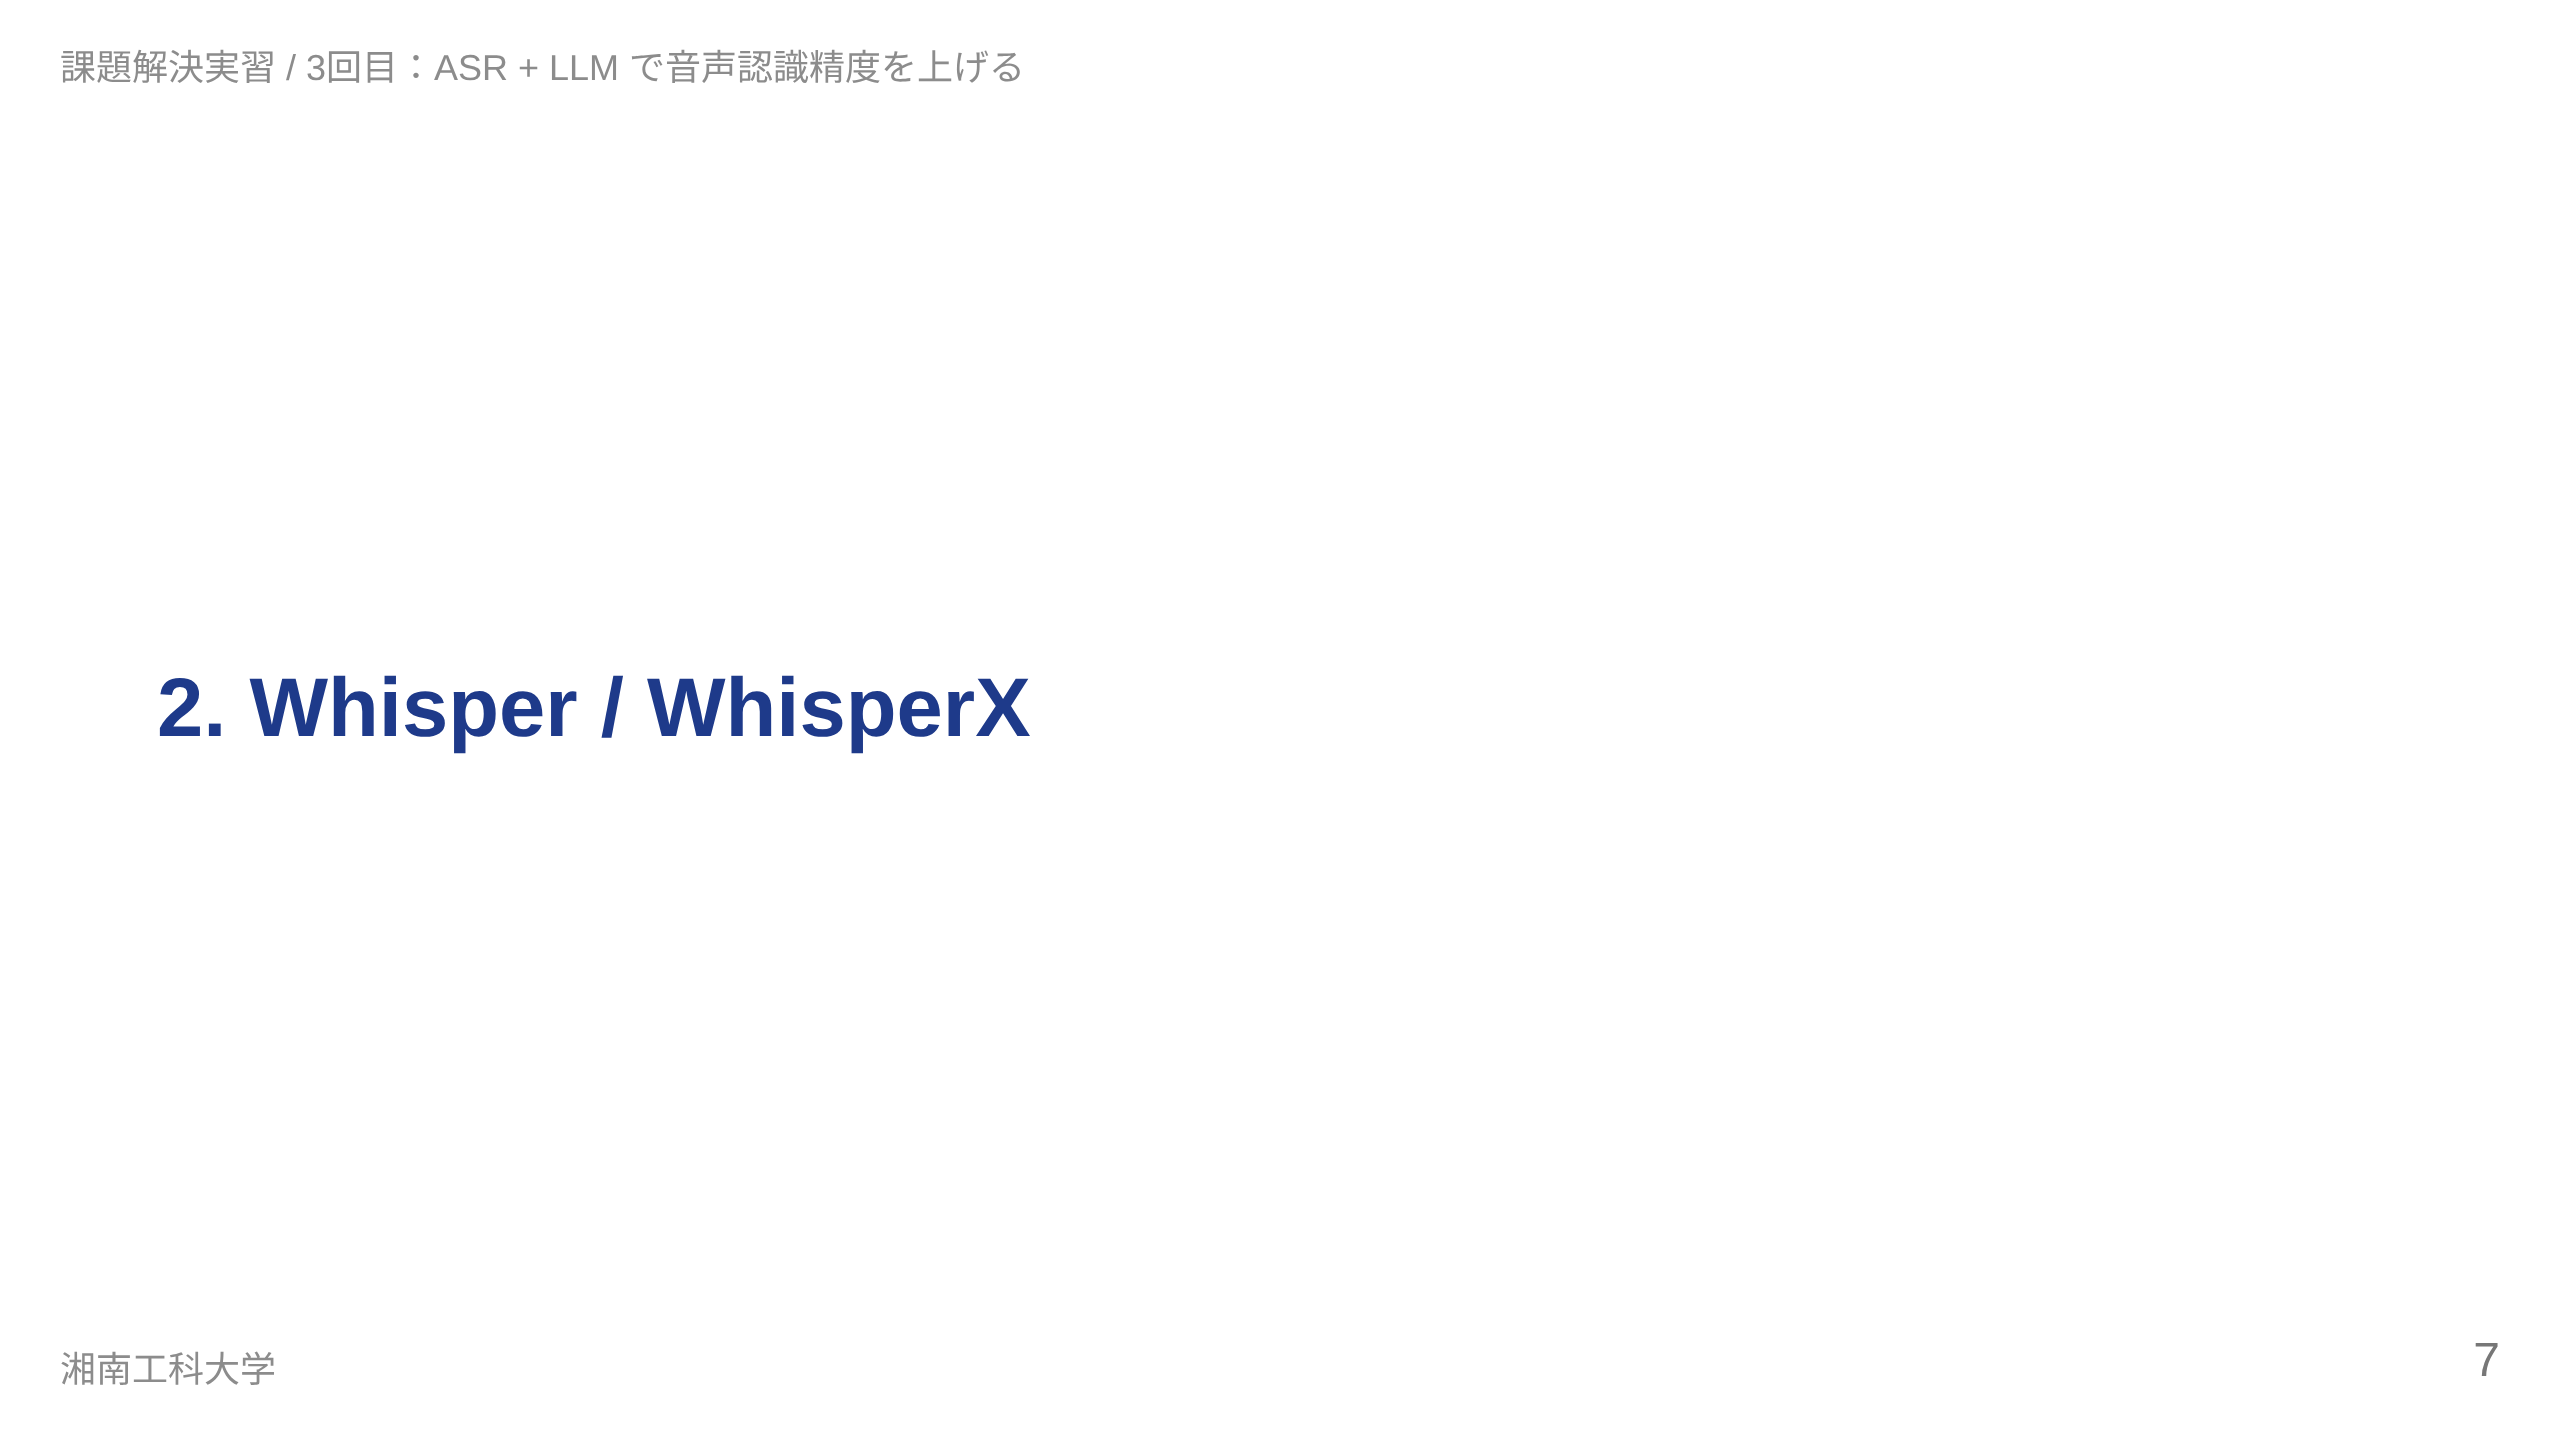 課題解決実習 / 3回目：ASR + LLM で音声認識精度を上げる
2. Whisper / WhisperX
湘南工科大学
7